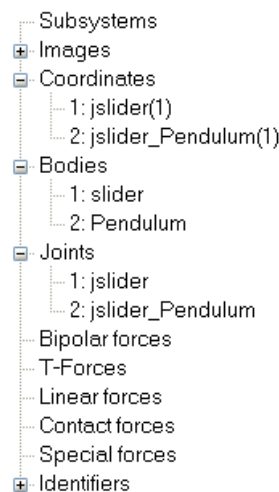 Subsystems
Images
Coordinates
1: jslider(1)
2: jslider_Pendulum(1)
Bodies
1: slider
2: Pendulum
Joints
1: jslider
2: jslider_Pendulum
Bipolar forces
T-Forces
Linear forces
Contact forces
Special forces
Identifiers